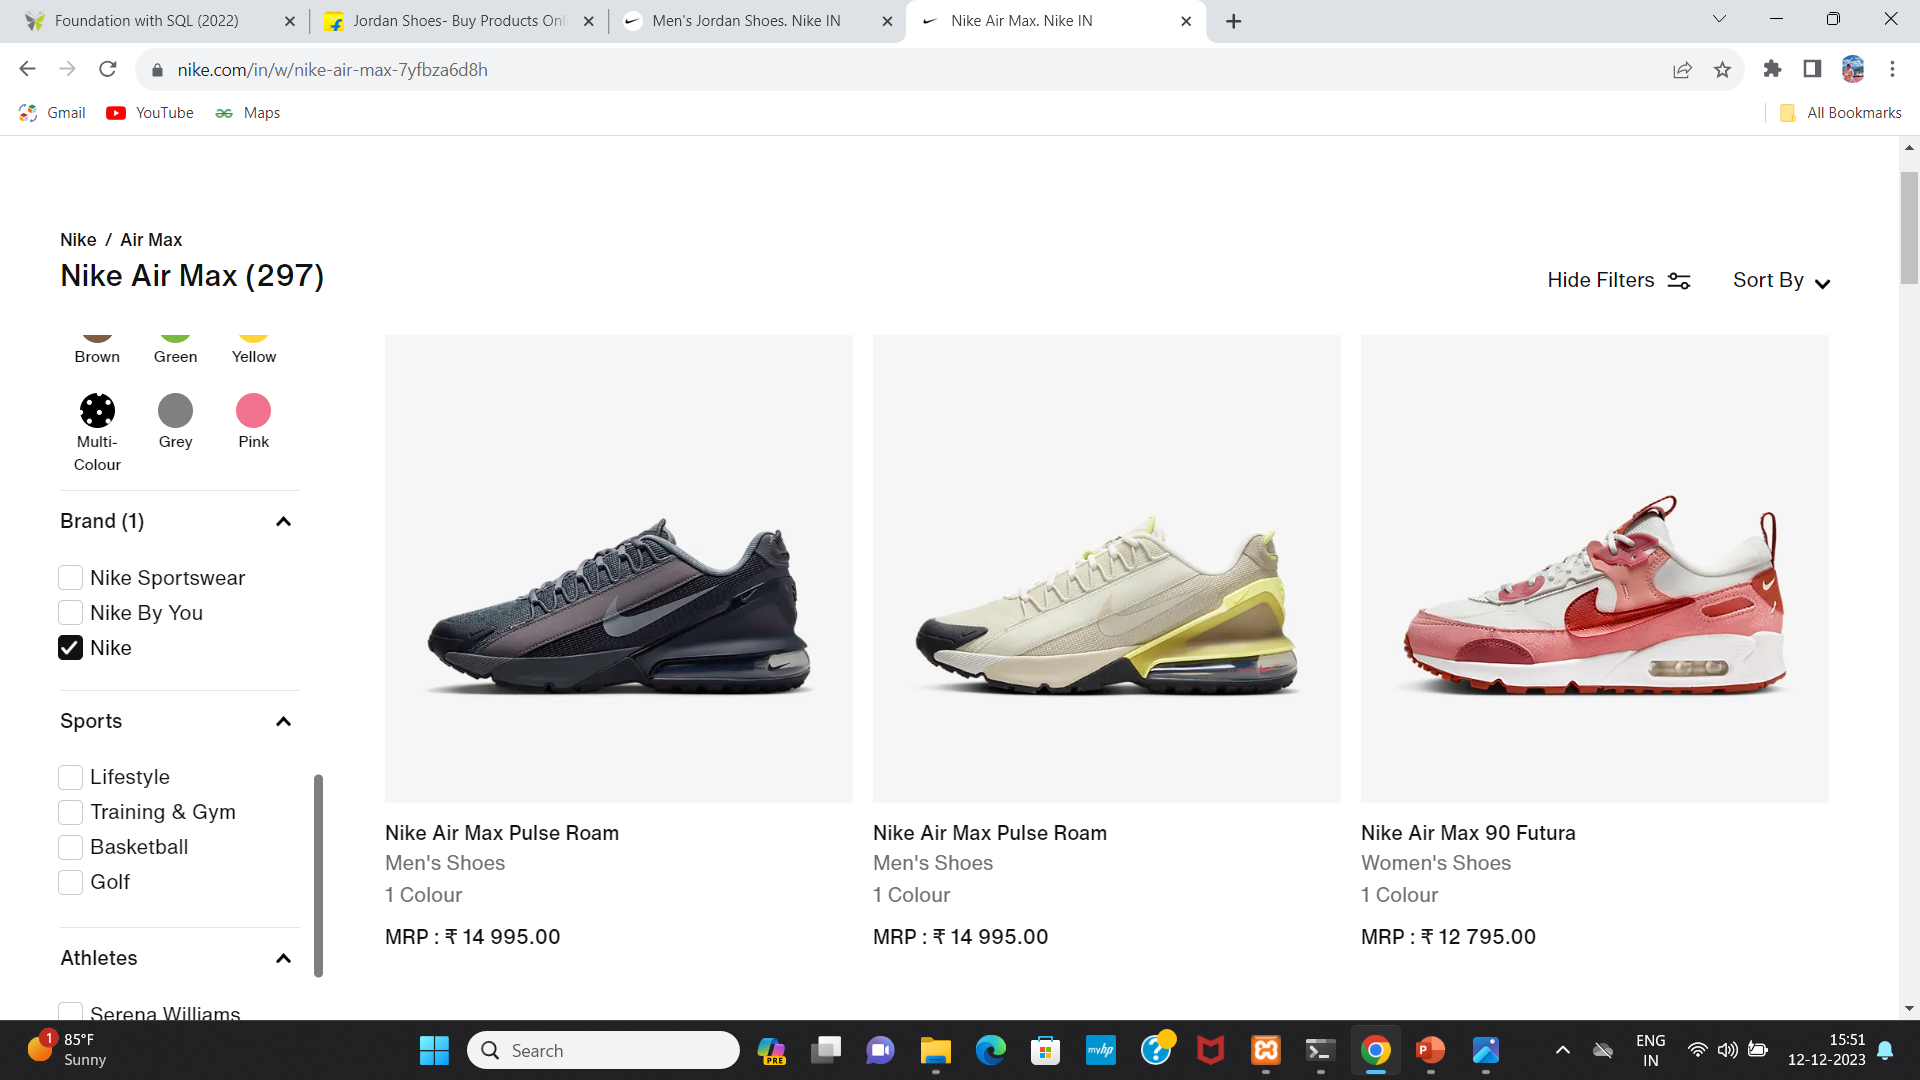 Foundation with SQL (2022)
Jordan Shoes- Buy Products Onl
Men's Jordan Shoes. Nike IN
Nike Air Max. Nike IN
nike.com/in/w/nike-air-max-7yfbza6d8h
Gmail
YouTube
Maps
All Bookmarks
Nike / Air Max
Nike Air Max (297)
Hide Filters
Sort By
Brown
Green
Yellow
Multi-
Colour
Grey
Pink
Brand (1)
Nike Sportswear
Nike By You
Nike
Sports
Lifestyle
Training & Gym
Basketball
Golf
Athletes
Serena Williams
Nike Air Max Pulse Roam
Men's Shoes
1 Colour
MRP : ₹ 14 995.00
Nike Air Max Pulse Roam
Men's Shoes
1 Colour
MRP : ₹ 14 995.00
Nike Air Max 90 Futura
Women's Shoes
1 Colour
MRP : ₹ 12 795.00
1
85°F
Sunny
Search
PRE
myhp
ENG
IN
15:51
12-12-2023